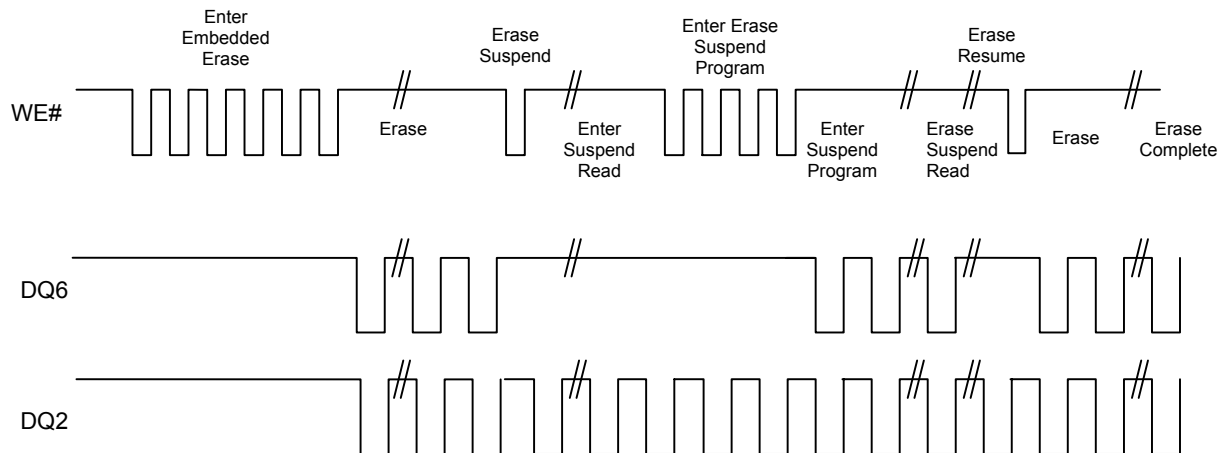 Enter
Embedded
Erase
Erase
Suspend
Enter Erase
Suspend
Program
Erase
Resume
WE#
Erase
Enter
Suspend
Read
Enter
Suspend
Program
Erase
Suspend
Read
Erase
Erase
Complete
DQ6
DQ2